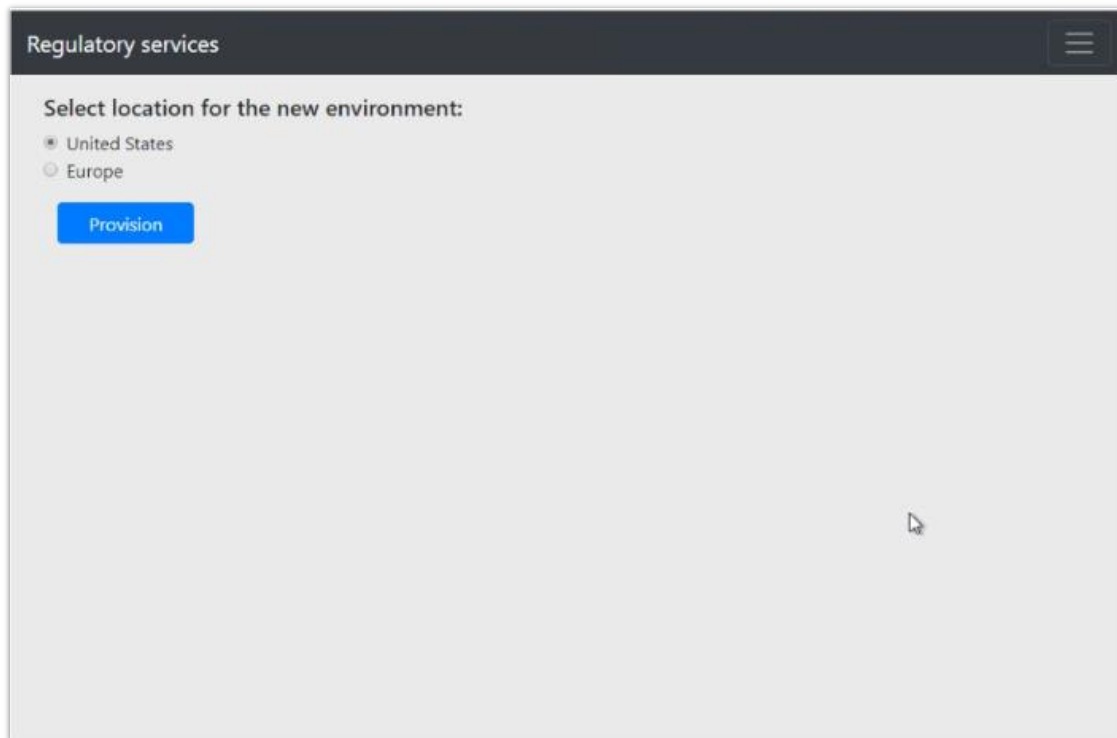 Regulatory services
Select location for the new environment:
United States
Europe
Provision